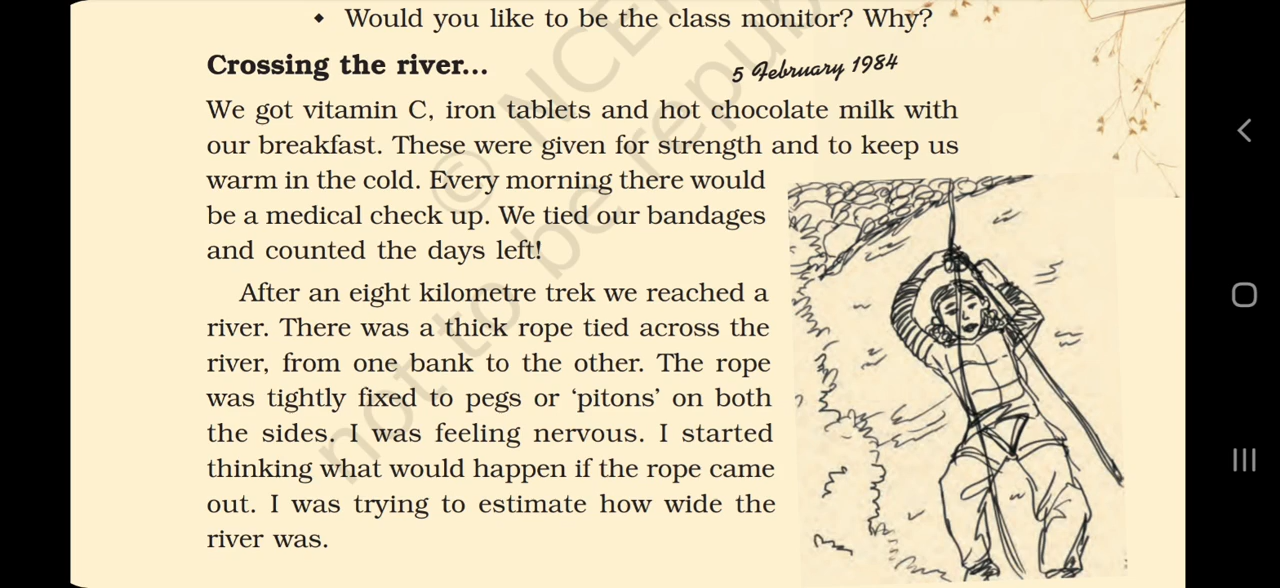 ◆ Would you like to be the class monitor? Why?
Crossing the river...
5 February 1984
We got vitamin C, iron tablets and hot chocolate milk with
our breakfast. These were given for strength and to keep us
warm in the cold. Every morning there would
be a medical check up. We tied our bandages
and counted the days left!
After an eight kilometre trek we reached a
river. There was a thick rope tied across the
river, from one bank to the other. The rope
was tightly fixed to pegs or ‘pitons’ on both
the sides. I was feeling nervous. I started
thinking what would happen if the rope came
out. I was trying to estimate how wide the
river was.
© NCE
not to be repub